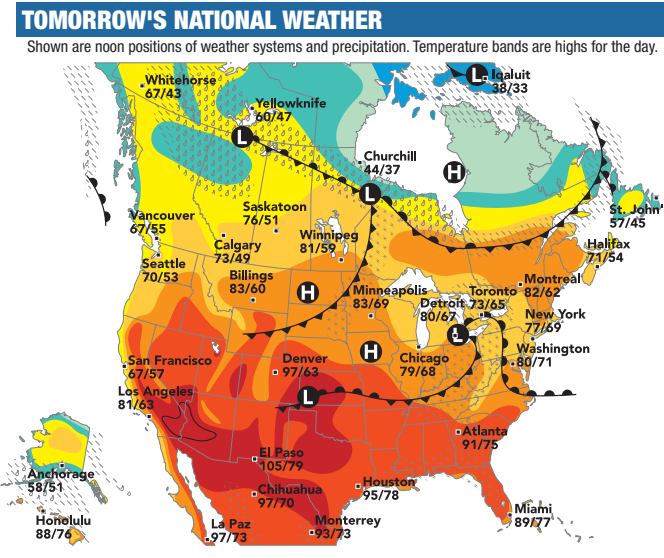 TOMORROW'S NATIONAL WEATHER
Shown are noon positions of weather systems and precipitation. Temperature bands are highs for the day.
L
Iqaluit
38/33
Whitehorse
67/43
Yellowknife
60/47
L
Churchill
44/37
H
L
Saskatoon
76/51
Vancouver
67/55
Winnipeg
81/59
St. John'
57/45
Calgary
73/49
Halifax
71/54
Seattle
70/53
Billings
83/60
H
Minneapolis
83/69
Detroit
80/67
Toronto
73/65
Montreal
82/62
New York
77/69
L
H
Chicago
79/68
Washington
80/71
San Francisco
67/57
Denver
97/63
Los Angeles
81/63
L
Atlanta
91/75
El Paso
105/79
Anchorage
58/51
Chihuahua
97/70
Houston
95/78
Honolulu
88/76
La Paz
97/73
Monterrey
93/73
Miami
89/77